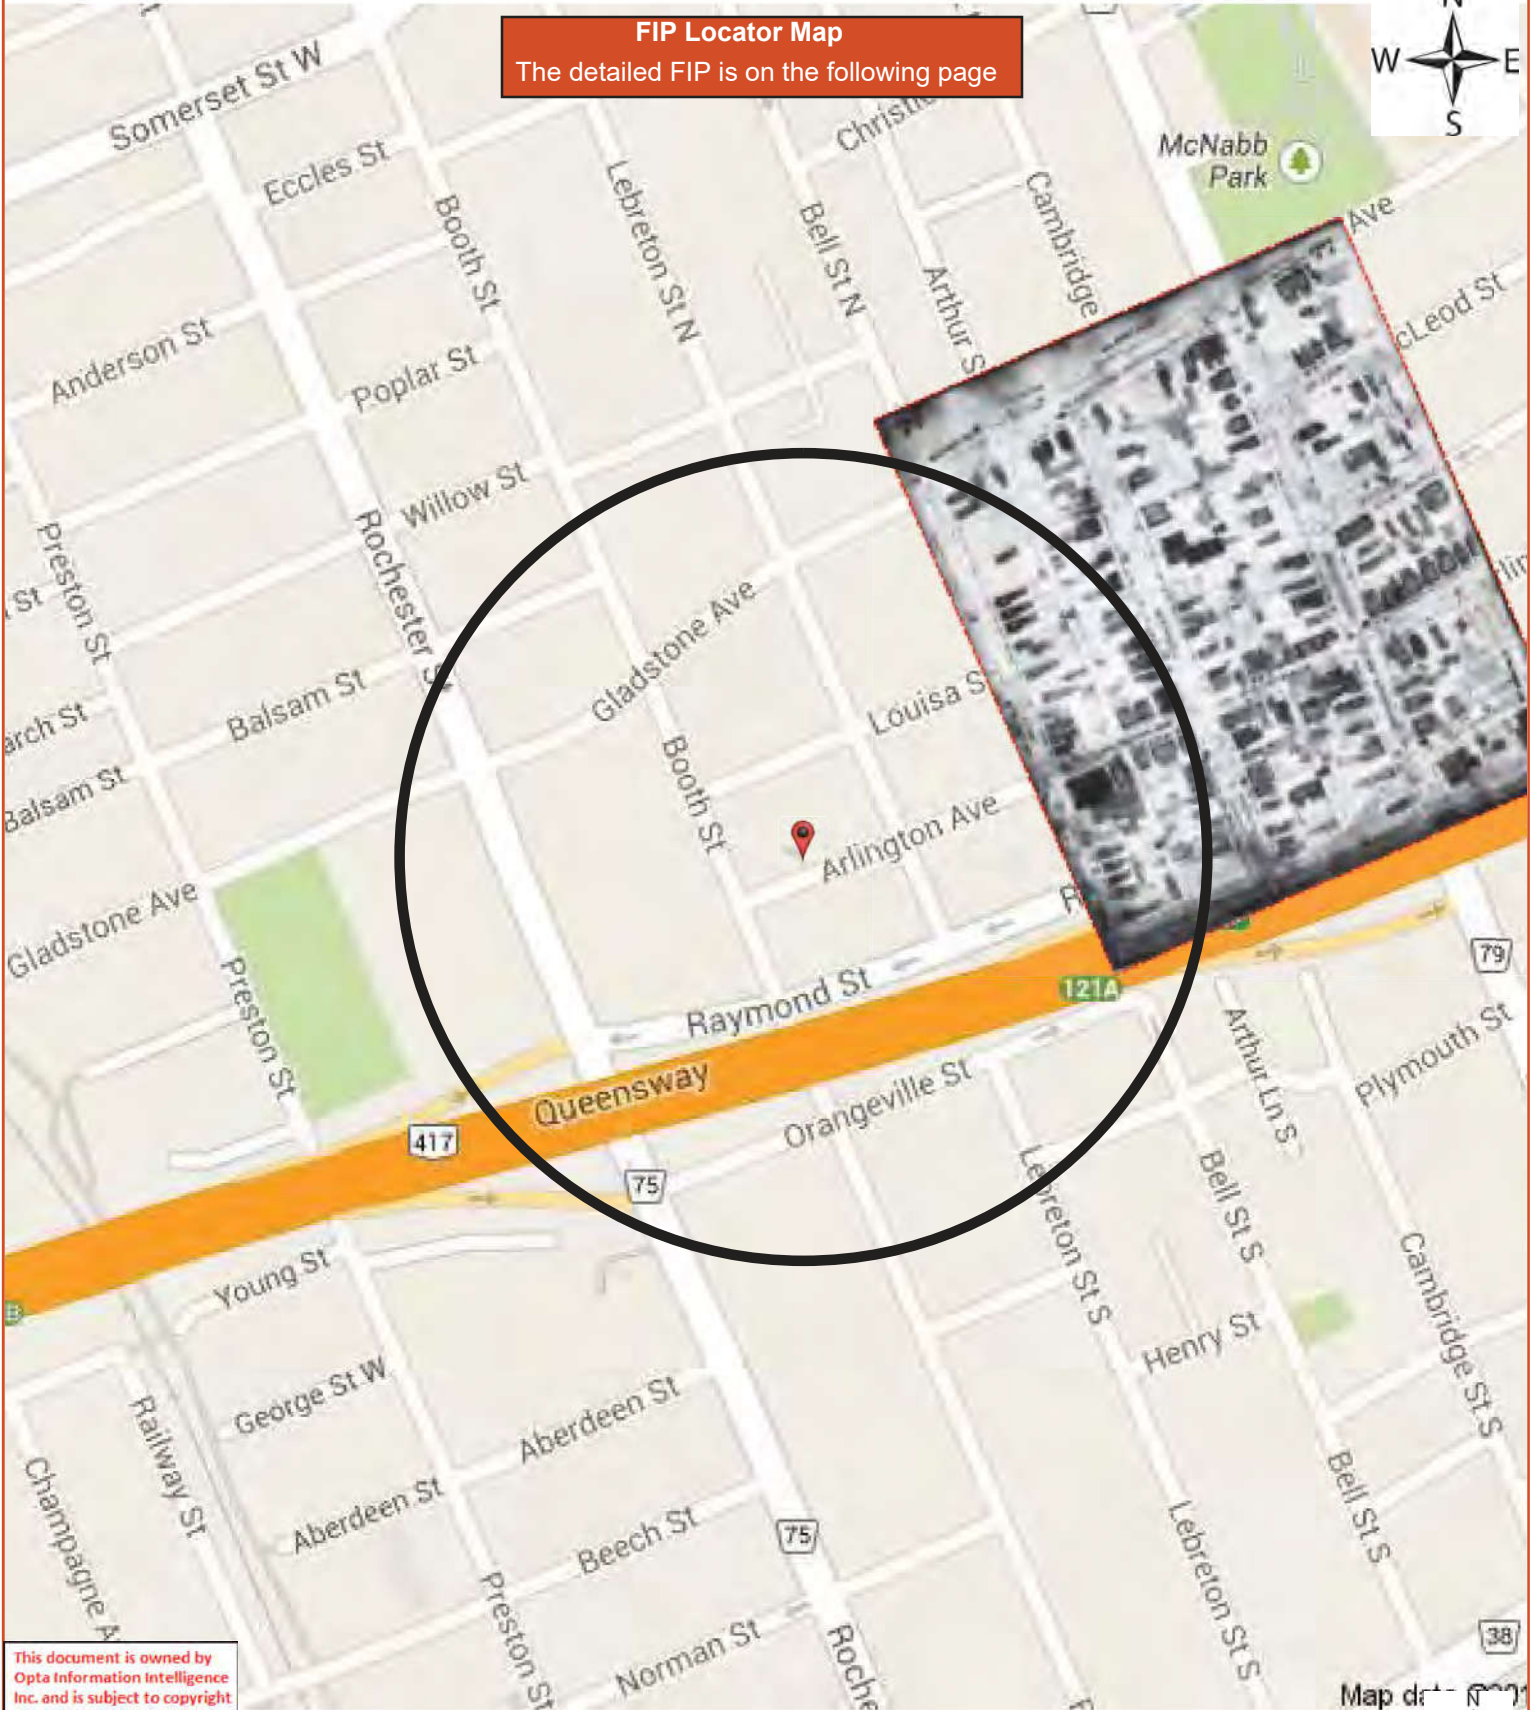 FIP Locator Map
The detailed FIP is on the following page
N
W E
S
Somerset St W
Eccles St
Booth St
Lebreton St N
Bell St N
Cambridge
Arthur S
McNabb
Park
Ave
cLeod St
Anderson St
Poplar St
Willow St
Preston St
Rochester S
St
arch St
Balsam St
Balsam St
Gladstone Ave
Louisa S
Booth St
Arlington Ave
Gladstone Ave
Preston St
Raymond St
121A
79
Queensway
417
75
Orangeville St
Arthur Ln S
Plymouth St
Lebreton St S
Bell St S
Cambridge St S
Henry St
Young St
George St W
Railway St
Aberdeen St
Aberdeen St
Champagne A
Beech St
75
Bell St S
Lebreton St S
Preston St
Norman St
Roche
38
This document is owned by
Opta Information Intelligence
Inc. and is subject to copyright
Map
N